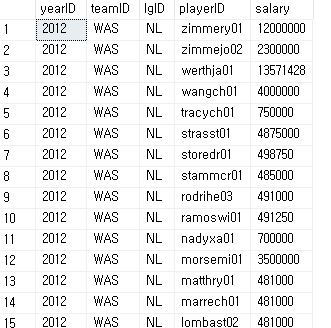 yearID teamID lgID playerID salary
1 2012 WAS NL zimmery01 12000000
2 2012 WAS NL zimmejo02 2300000
3 2012 WAS NL werthja01 13571428
4 2012 WAS NL wangch01 4000000
5 2012 WAS NL tracych01 750000
6 2012 WAS NL strasst01 4875000
7 2012 WAS NL storedr01 498750
8 2012 WAS NL stammcr01 485000
9 2012 WAS NL rodrihe03 491000
10 2012 WAS NL ramoswi01 491250
11 2012 WAS NL nadyxa01 700000
12 2012 WAS NL morsemi01 3500000
13 2012 WAS NL matthry01 481000
14 2012 WAS NL marrech01 481000
15 2012 WAS NL lombast02 481000